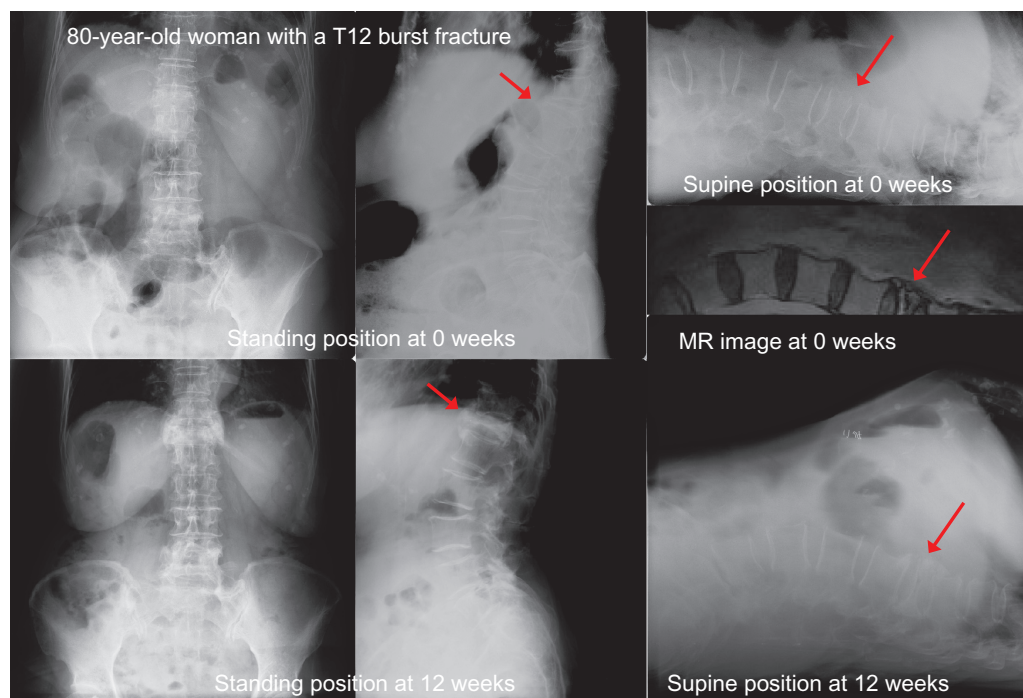 80-year-old woman with a T12 burst fracture
Supine position at 0 weeks
Standing position at 0 weeks
MR image at 0 weeks
Standing position at 12 weeks
Supine position at 12 weeks